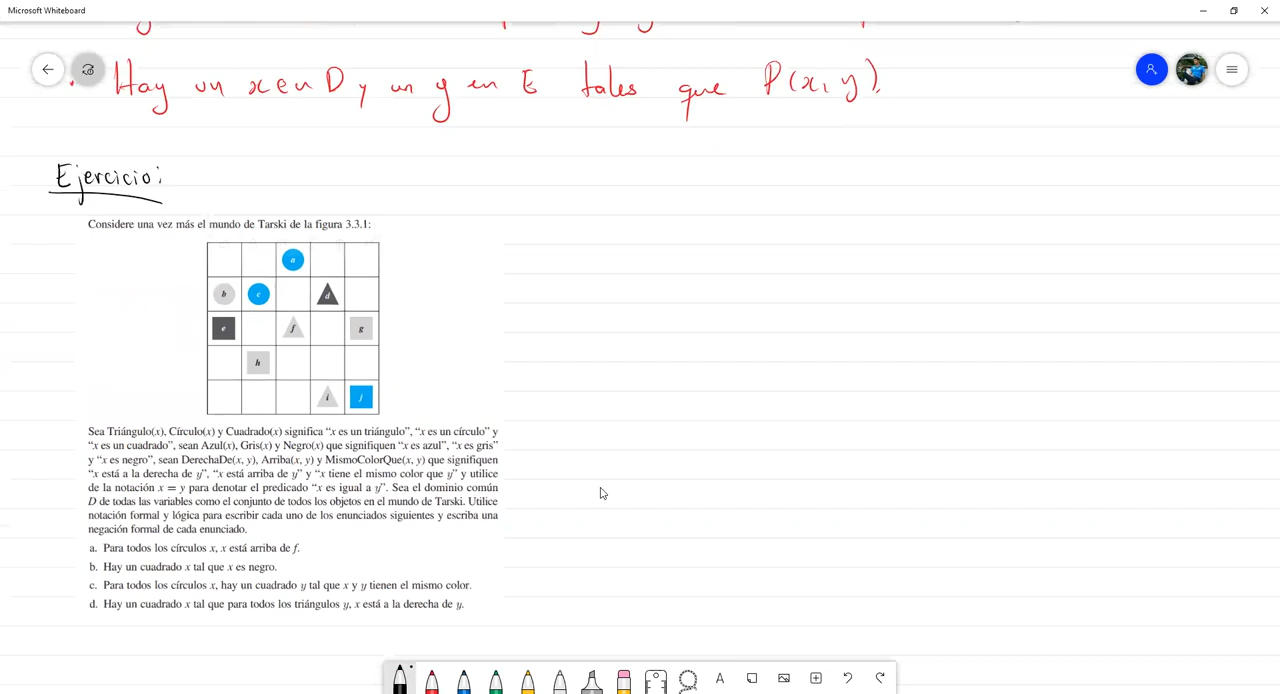 Microsoft Whiteboard
Hay un x en D y un y en E tales que P(x, y).
Ejercicio:
Considere una vez más el mundo de Tarski de la figura 3.3.1:
a
b c d
e f g
h
i j
Sea Triángulo(x), Círculo(x) y Cuadrado(x) significa “x es un triángulo”, “x es un círculo” y
“x es un cuadrado”, sean Azul(x), Gris(x) y Negro(x) que signifiquen “x es azul”, “x es gris”
y “x es negro”, sean DerechaDe(x, y), Arriba(x, y) y MismoColorQue(x, y) que signifiquen
“x está a la derecha de y”, “x está arriba de y” y “x tiene el mismo color que y” y utilice
de la notación x = y para denotar el predicado “x es igual a y”. Sea el dominio común
D de todas las variables como el conjunto de todos los objetos en el mundo de Tarski. Utilice
notación formal y lógica para escribir cada uno de los enunciados siguientes y escriba una
negación formal de cada enunciado.
a. Para todos los círculos x, x está arriba de f.
b. Hay un cuadrado x tal que x es negro.
c. Para todos los círculos x, hay un cuadrado y tal que x y y tienen el mismo color.
d. Hay un cuadrado x tal que para todos los triángulos y, x está a la derecha de y.
A